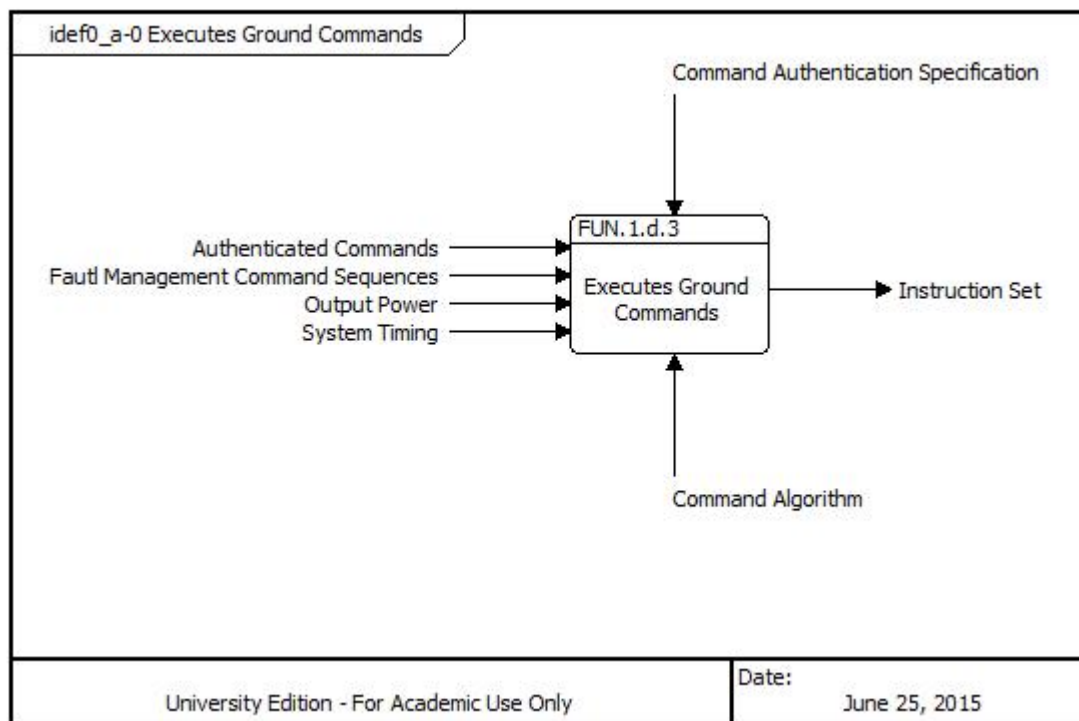 idef0_a-0 Executes Ground Commands
Command Authentication Specification
FUN.1.d.3
Authenticated Commands
Fautl Management Command Sequences
Output Power
System Timing
Executes Ground
Commands
Instruction Set
Command Algorithm
University Edition - For Academic Use Only
Date:
June 25, 2015